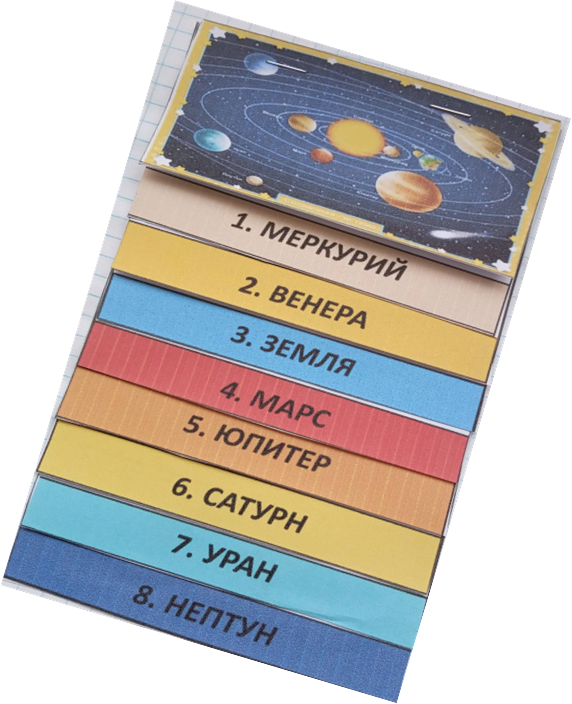 1. МЕРКУРИЙ
2. ВЕНЕРА
3. ЗЕМЛЯ
4. МАРС
5. ЮПИТЕР
6. САТУРН
7. УРАН
8. НЕПТУН